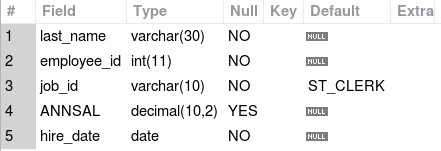 # Field Type Null Key Default Extra
1 last_name varchar(30) NO NULL
2 employee_id int(11) NO NULL
3 job_id varchar(10) NO ST_CLERK
4 ANNSAL decimal(10,2) YES NULL
5 hire_date date NO NULL